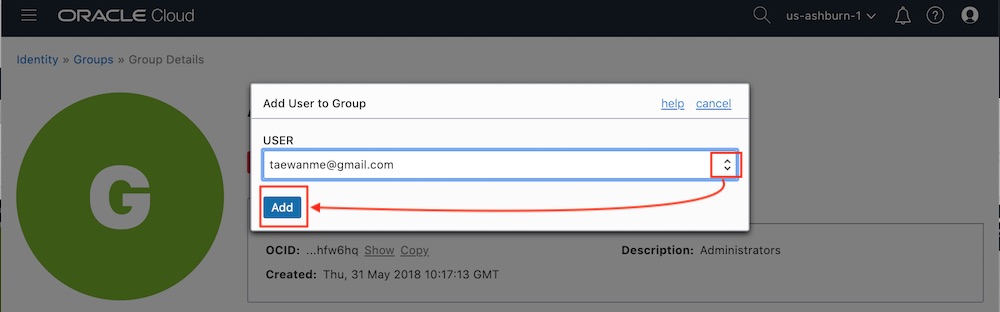 ORACLE Cloud
us-ashburn-1
Identity » Groups » Group Details
G
Add User to Group
help cancel
USER
taewanme@gmail.com
Add
OCID: ...hfw6hq Show Copy
Description: Administrators
Created: Thu, 31 May 2018 10:17:13 GMT